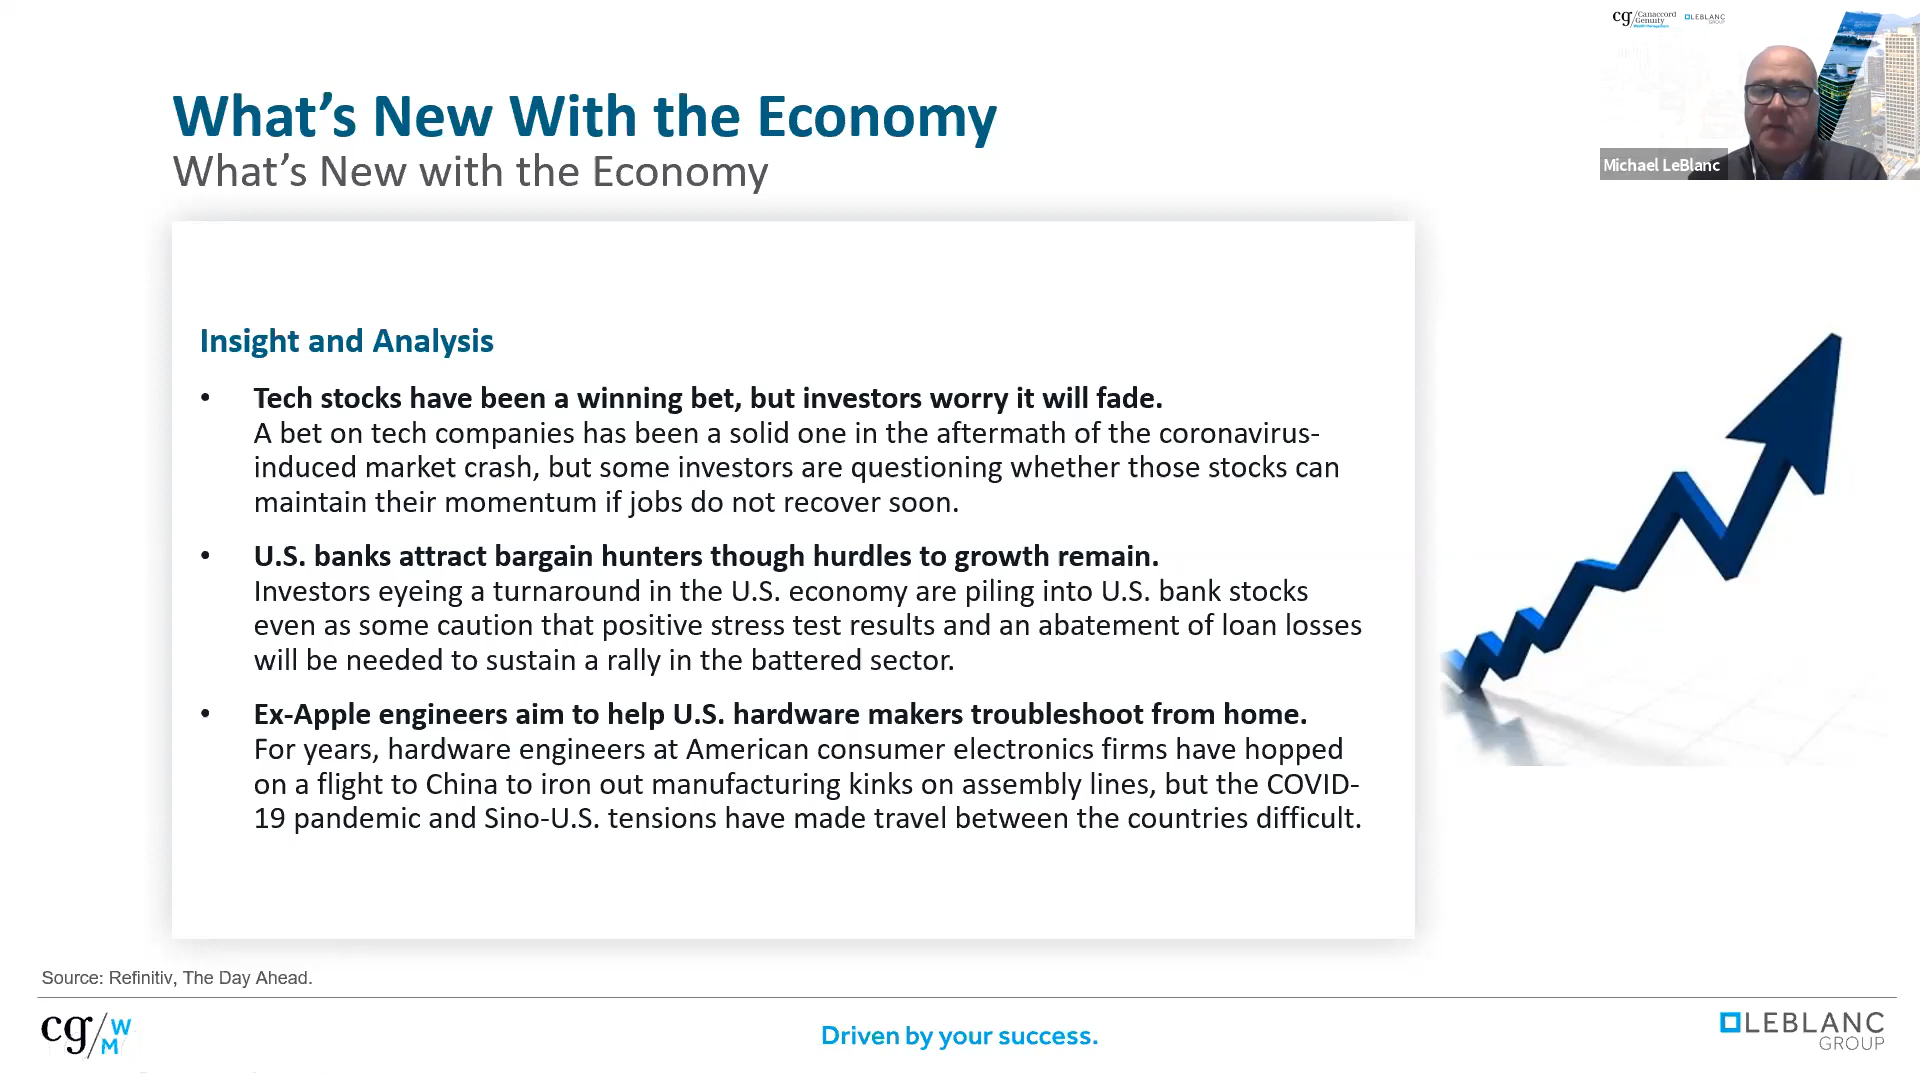 cg/Canaccord Genuity
Wealth Management
LEBLANC
GROUP
Michael LeBlanc
What’s New With the Economy
What’s New with the Economy
Insight and Analysis
• Tech stocks have been a winning bet, but investors worry it will fade.
A bet on tech companies has been a solid one in the aftermath of the coronavirus-
induced market crash, but some investors are questioning whether those stocks can
maintain their momentum if jobs do not recover soon.
• U.S. banks attract bargain hunters though hurdles to growth remain.
Investors eyeing a turnaround in the U.S. economy are piling into U.S. bank stocks
even as some caution that positive stress test results and an abatement of loan losses
will be needed to sustain a rally in the battered sector.
• Ex-Apple engineers aim to help U.S. hardware makers troubleshoot from home.
For years, hardware engineers at American consumer electronics firms have hopped
on a flight to China to iron out manufacturing kinks on assembly lines, but the COVID-
19 pandemic and Sino-U.S. tensions have made travel between the countries difficult.
Source: Refinitiv, The Day Ahead.
cg/W
M
Driven by your success.
LEBLANC
GROUP